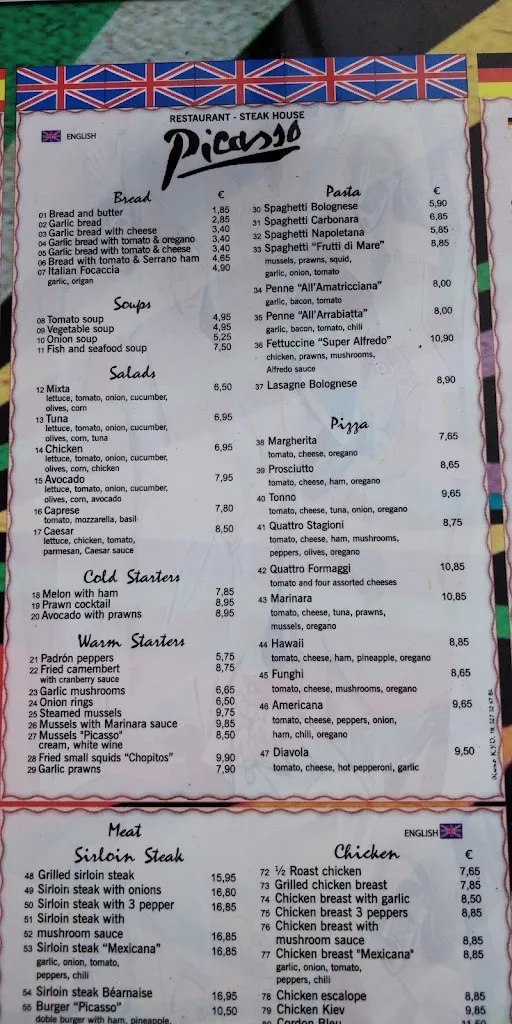 RESTAURANT - STEAK HOUSE
Picasso
ENGLISH
Bread €
01 Bread and butter 1,85
02 Garlic bread 2,85
03 Garlic bread with cheese 3,40
04 Garlic bread with tomato & oregano 3,40
05 Garlic bread with tomato & cheese 3,40
06 Bread with tomato & Serrano ham 4,65
07 Italian Focaccia 4,90
garlic, origan
Soups
08 Tomato soup 4,95
09 Vegetable soup 4,95
10 Onion soup 5,25
11 Fish and seafood soup 7,50
Salads
12 Mixta 6,50
lettuce, tomato, onion, cucumber,
olives, corn
13 Tuna 6,95
lettuce, tomato, onion, cucumber,
olives, corn, tuna
14 Chicken 6,95
lettuce, tomato, onion, cucumber,
olives, corn, chicken
15 Avocado 7,95
lettuce, tomato, onion, cucumber,
olives, corn, avocado
16 Caprese 7,80
tomato, mozzarella, basil
17 Caesar 8,50
lettuce, chicken, tomato,
parmesan, Caesar sauce
Cold Starters
18 Melon with ham 7,85
19 Prawn cocktail 8,95
20 Avocado with prawns 8,95
Warm Starters
21 Padrón peppers 5,75
22 Fried camembert 8,75
with cranberry sauce
23 Garlic mushrooms 6,65
24 Onion rings 6,50
25 Steamed mussels 9,75
26 Mussels with Marinara sauce 9,85
27 Mussels "Picasso" 8,50
cream, white wine
28 Fried small squids "Chopitos" 9,90
29 Garlic prawns 7,90
Pasta €
30 Spaghetti Bolognese 5,90
31 Spaghetti Carbonara 6,85
32 Spaghetti Napoletana 5,85
33 Spaghetti "Frutti di Mare" 8,85
mussels, prawns, squid,
garlic, onion, tomato
34 Penne "All'Amatricciana" 8,00
garlic, bacon, tomato
35 Penne "All'Arrabiatta" 8,00
garlic, bacon, tomato, chili
36 Fettuccine "Super Alfredo" 10,90
chicken, prawns, mushrooms,
Alfredo sauce
37 Lasagne Bolognese 8,90
Pizza
38 Margherita 7,65
tomato, cheese, oregano
39 Prosciutto 8,65
tomato, cheese, ham, oregano
40 Tonno 9,65
tomato, cheese, tuna, onion, oregano
41 Quattro Stagioni 8,75
tomato, cheese, ham, mushrooms,
peppers, olives, oregano
42 Quattro Formaggi 10,85
tomato and four assorted cheeses
43 Marinara 10,85
tomato, cheese, tuna, prawns,
mussels, oregano
44 Hawaii 8,85
tomato, cheese, ham, pineapple, oregano
45 Funghi 8,65
tomato, cheese, mushrooms, oregano
46 Americana 9,65
tomato, cheese, peppers, onion,
ham, chili, oregano
47 Diavola 9,50
tomato, cheese, hot pepperoni, garlic
Meat
Sirloin Steak
48 Grilled sirloin steak 15,95
49 Sirloin steak with onions 16,80
50 Sirloin steak with 3 pepper 16,85
51 Sirloin steak with
52 mushroom sauce 16,85
53 Sirloin steak "Mexicana" 16,85
garlic, onion, tomato,
peppers, chili
54 Sirloin steak Béarnaise 16,95
55 Burger "Picasso" 10,50
doble burger with ham, pineapple,
ENGLISH
Chicken €
72 ½ Roast chicken 7,65
73 Grilled chicken breast 7,85
74 Chicken breast with garlic 8,50
75 Chicken breast 3 peppers 8,85
76 Chicken breast with
mushroom sauce 8,85
77 Chicken breast "Mexicana" 8,85
garlic, onion, tomato,
peppers, chili
78 Chicken escalope 8,85
79 Chicken Kiev 9,85
80 Cordon Bleu